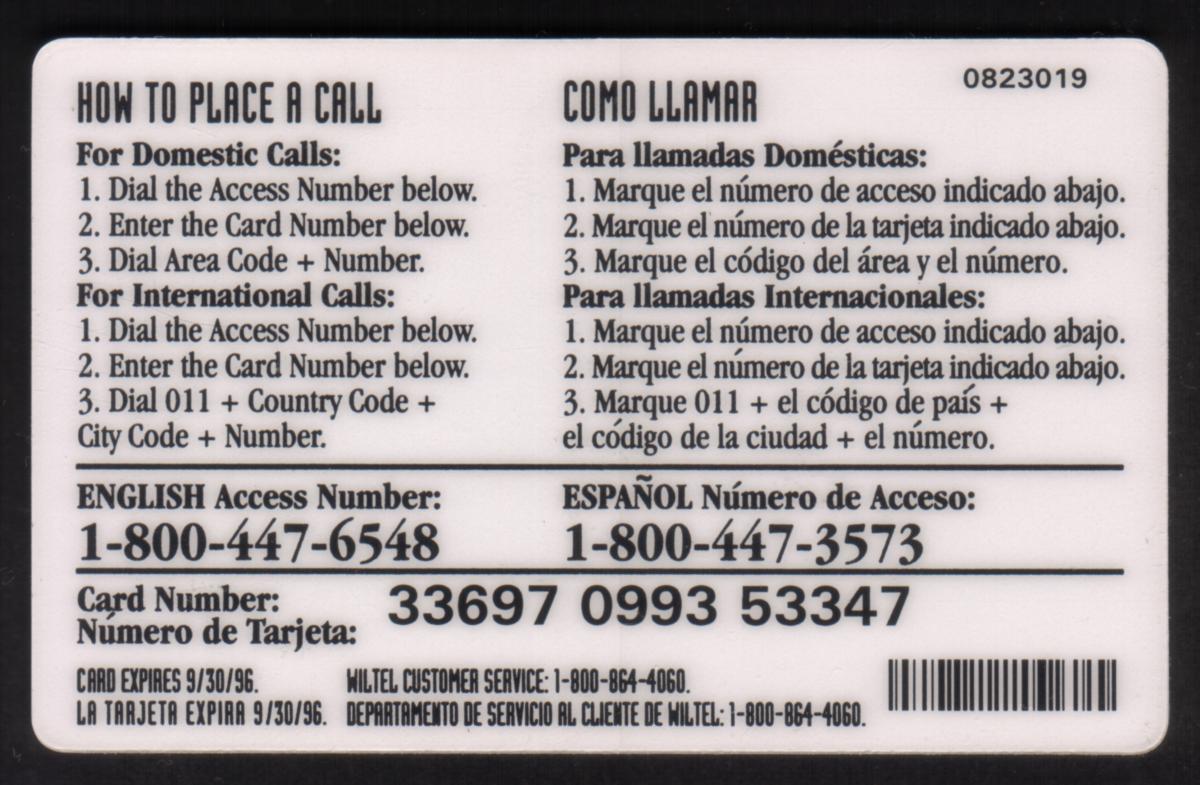 0823019
HOW TO PLACE A CALL
For Domestic Calls:
1. Dial the Access Number below.
2. Enter the Card Number below.
3. Dial Area Code + Number.
For International Calls:
1. Dial the Access Number below.
2. Enter the Card Number below.
3. Dial 011 + Country Code +
City Code + Number.
COMO LLAMAR
Para llamadas Domésticas:
1. Marque el número de acceso indicado abajo.
2. Marque el número de la tarjeta indicado abajo.
3. Marque el código del área y el número.
Para llamadas Internacionales:
1. Marque el número de acceso indicado abajo.
2. Marque el número de la tarjeta indicado abajo.
3. Marque 011 + el código de país +
el código de la ciudad + el número.
ENGLISH Access Number:
1-800-447-6548
ESPAÑOL Número de Acceso:
1-800-447-3573
Card Number:
Número de Tarjeta:
33697 0993 53347
CARD EXPIRES 9/30/96.
LA TARJETA EXPIRA 9/30/96.
WILTEL CUSTOMER SERVICE: 1-800-864-4060.
DEPARTAMENTO DE SERVICIO AL CLIENTE DE WILTEL: 1-800-864-4060.